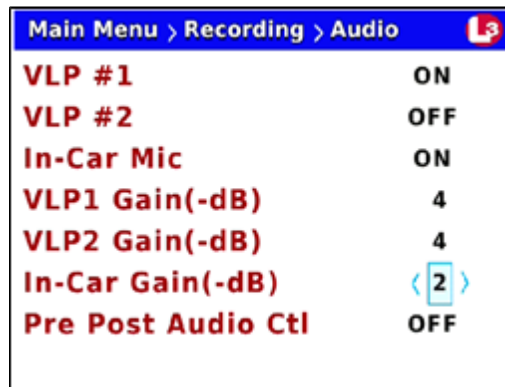 Main Menu > Recording > Audio L3
VLP #1 ON
VLP #2 OFF
In-Car Mic ON
VLP1 Gain(-dB) 4
VLP2 Gain(-dB) 4
In-Car Gain(-dB) < 2 >
Pre Post Audio Ctl OFF